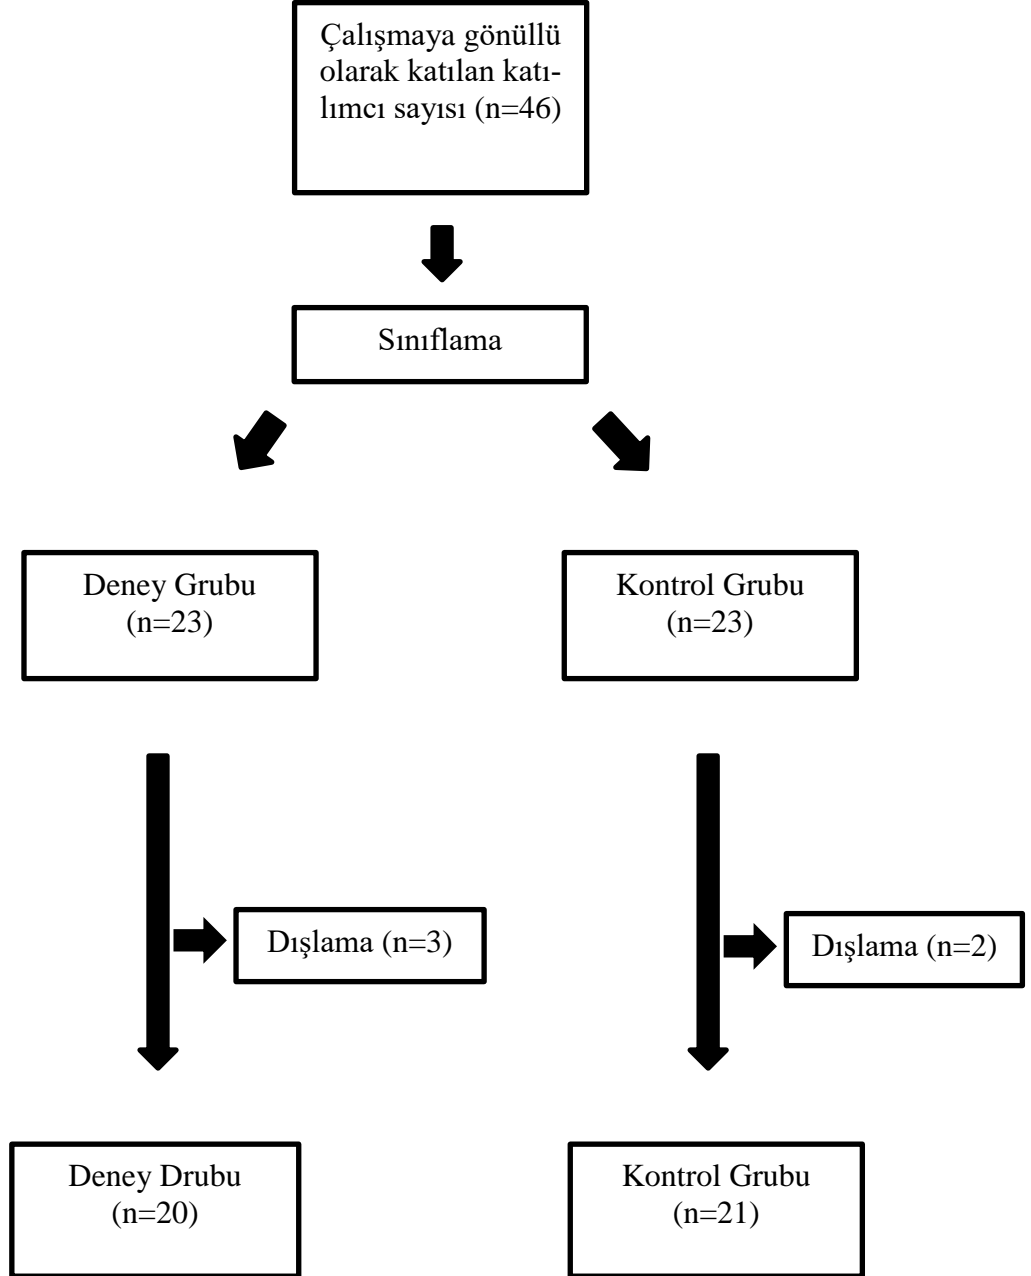 Çalışmaya gönüllü
olarak katılan katı-
lımcı sayısı (n=46)
Sınıflama
Deney Grubu
(n=23)
Kontrol Grubu
(n=23)
Dışlama (n=3)
Dışlama (n=2)
Deney Drubu
(n=20)
Kontrol Grubu
(n=21)